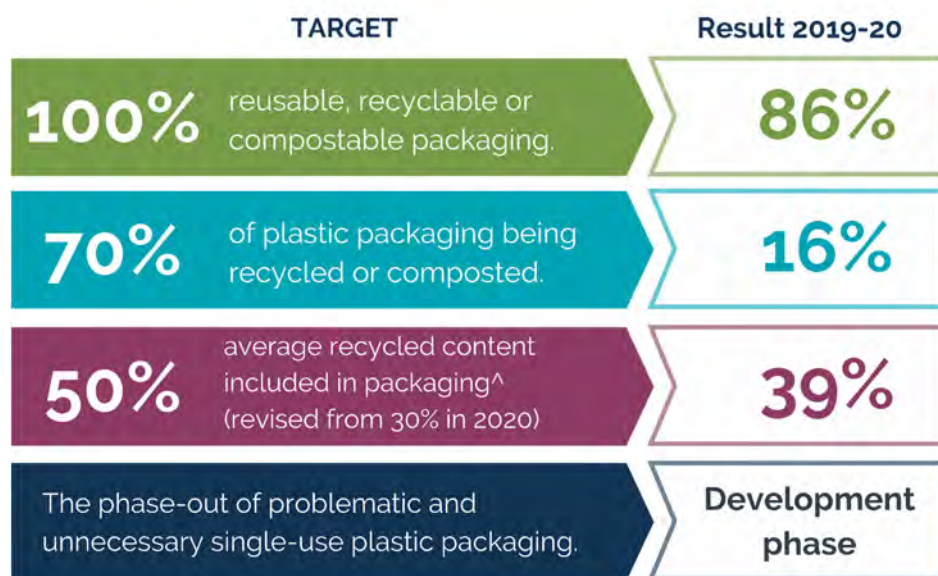 TARGET
Result 2019-20
100%
reusable, recyclable or
compostable packaging.
86%
70%
of plastic packaging being
recycled or composted.
16%
50%
average recycled content
included in packaging^
(revised from 30% in 2020)
39%
The phase-out of problematic and
unnecessary single-use plastic packaging.
Development
phase